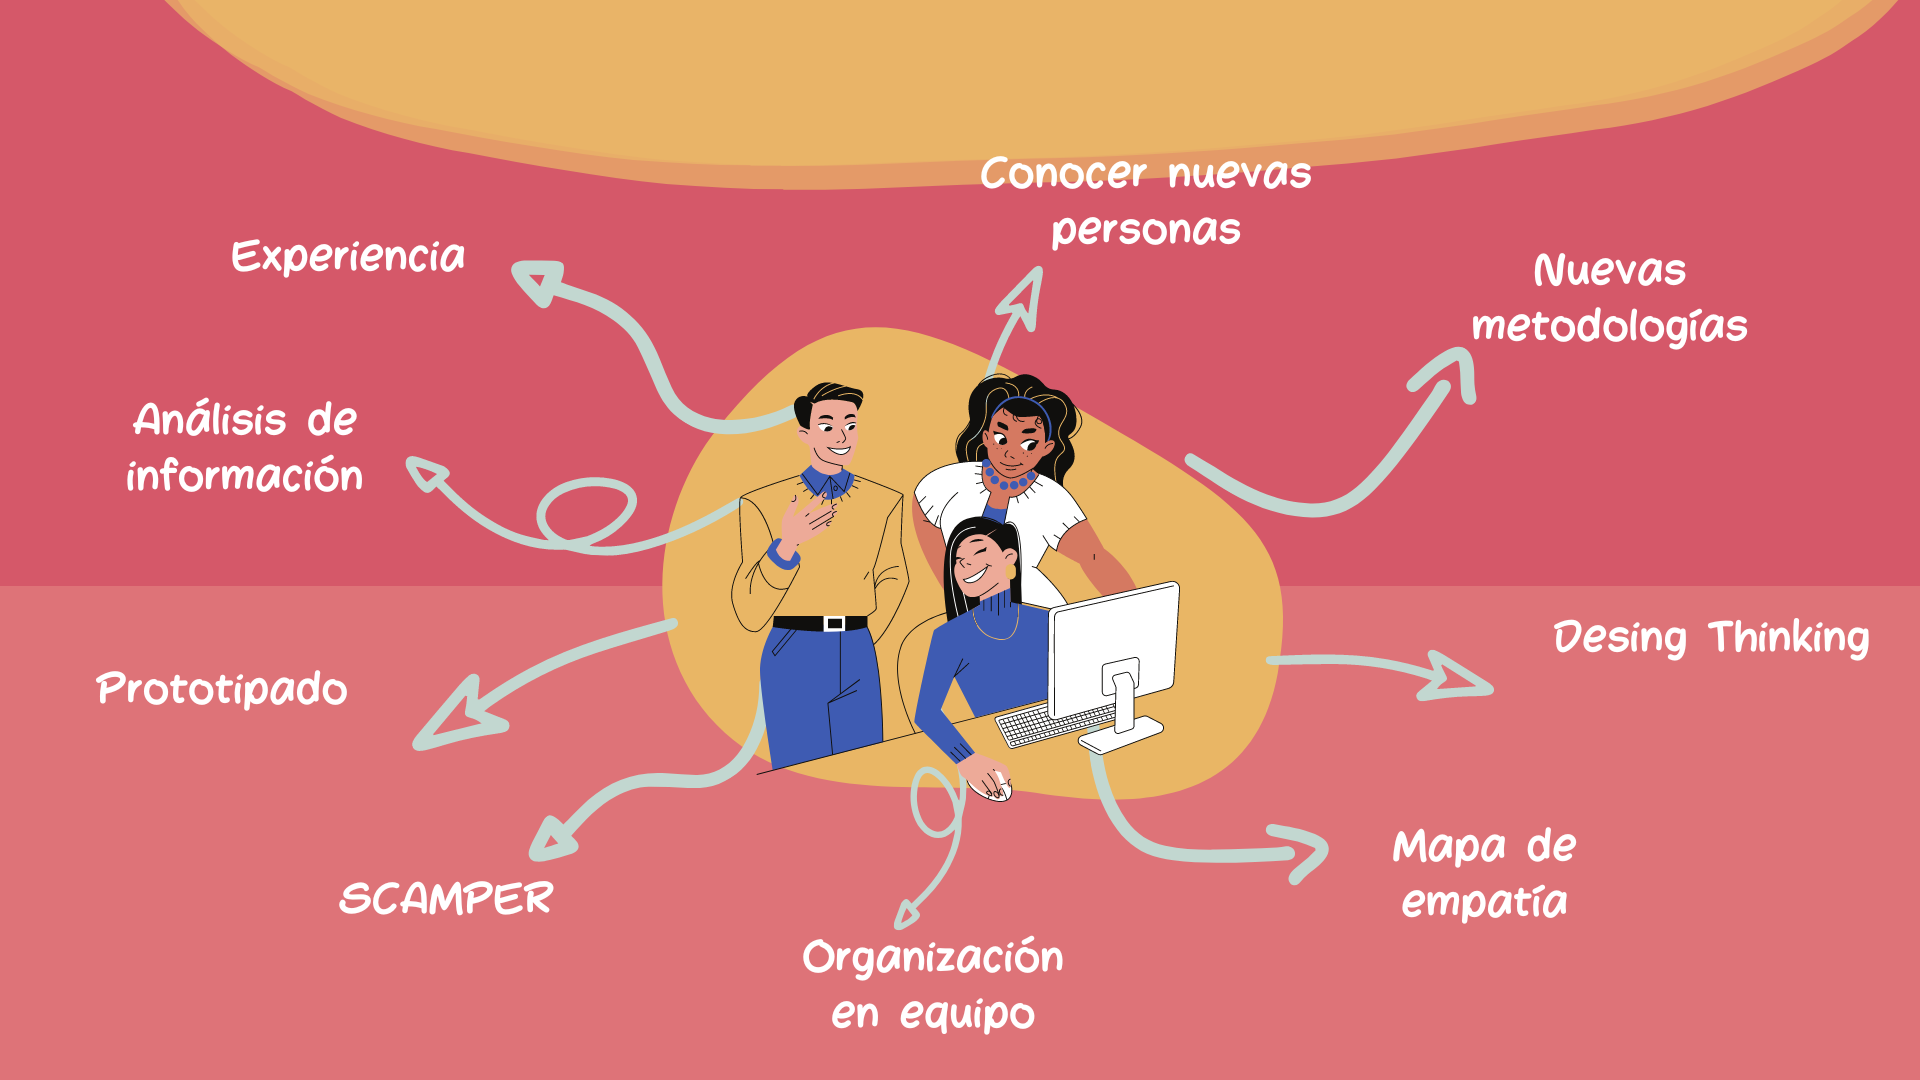 Conocer nuevas
personas
Experiencia
Nuevas
metodologías
Análisis de
información
Desing Thinking
Prototipado
Mapa de
empatía
SCAMPER
Organización
en equipo